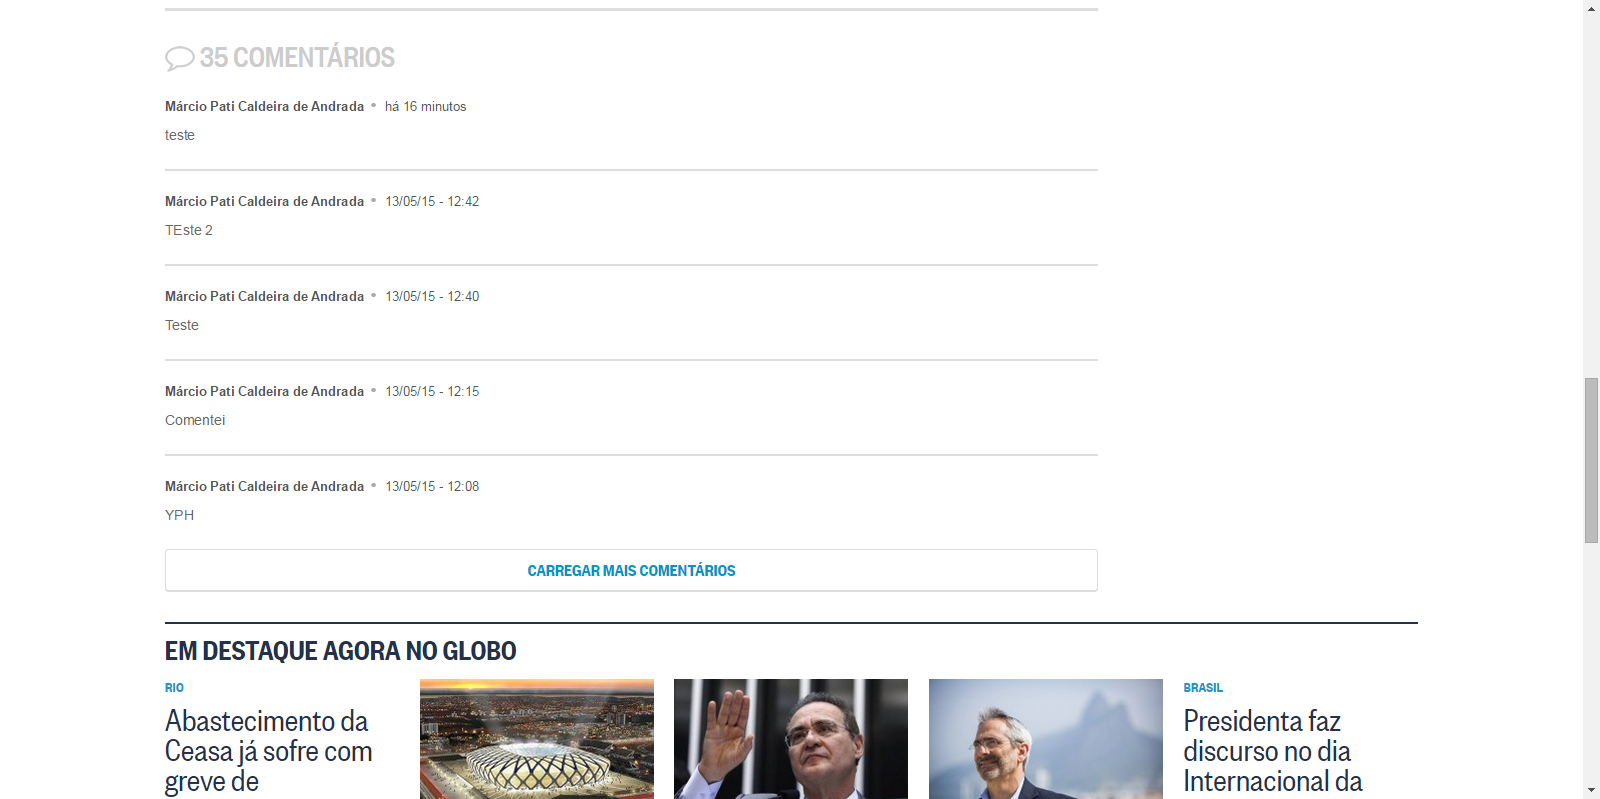 35 COMENTÁRIOS
Márcio Pati Caldeira de Andrada • há 16 minutos
teste
Márcio Pati Caldeira de Andrada • 13/05/15 - 12:42
TEste 2
Márcio Pati Caldeira de Andrada • 13/05/15 - 12:40
Teste
Márcio Pati Caldeira de Andrada • 13/05/15 - 12:15
Comentei
Márcio Pati Caldeira de Andrada • 13/05/15 - 12:08
YPH
CARREGAR MAIS COMENTÁRIOS
EM DESTAQUE AGORA NO GLOBO
RIO
Abastecimento da
Ceasa já sofre com
greve de
BRASIL
Presidenta faz
discurso no dia
Internacional da